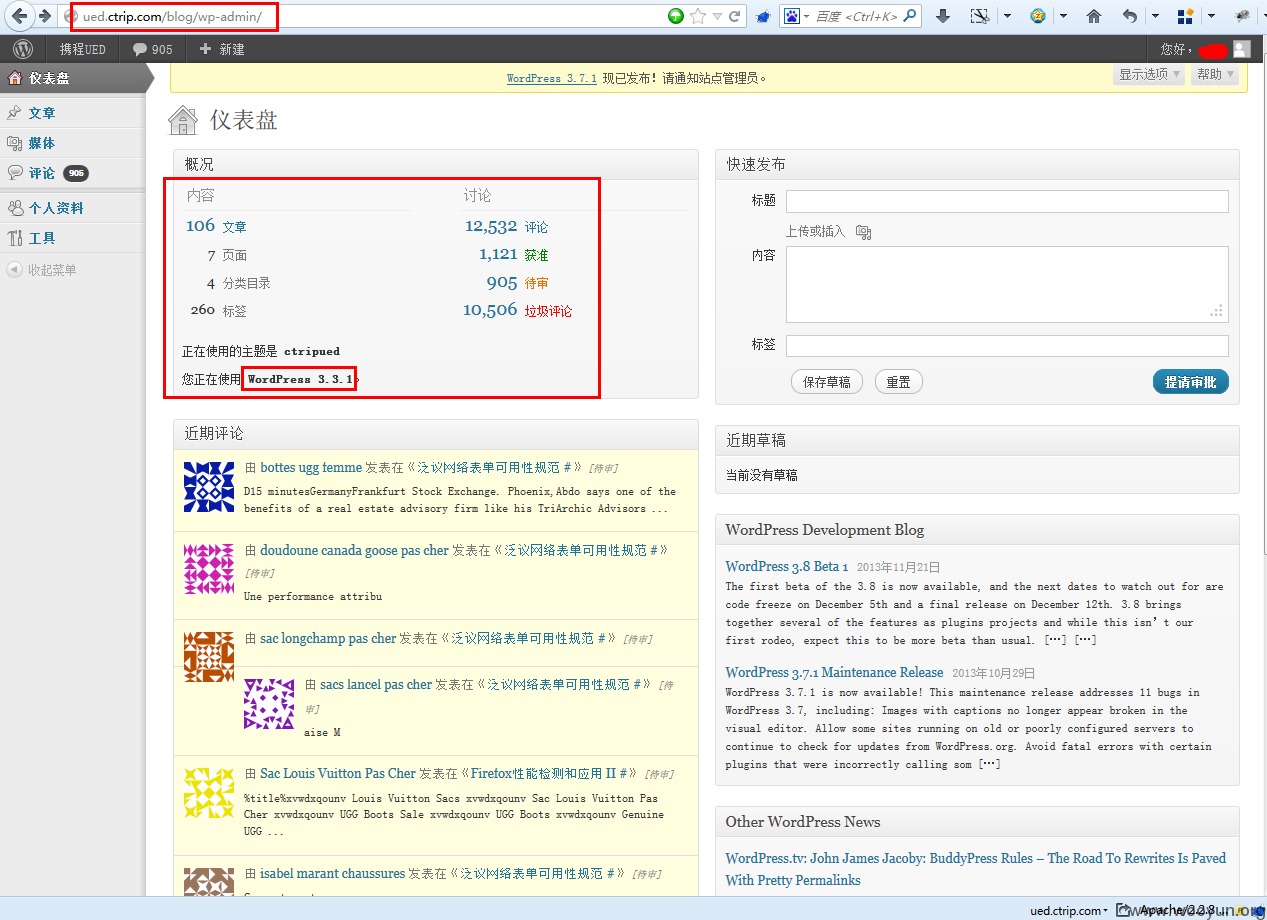 ued.ctrip.com/blog/wp-admin/
百度 <Ctrl+K>
携程UED
905
新建
您好，
仪表盘
WordPress 3.7.1 现已发布！请通知站点管理员。
显示选项
帮助
文章
媒体
评论 905
个人资料
工具
收起菜单
仪表盘
概况
内容
讨论
106 文章
12,532 评论
7 页面
1,121 获准
4 分类目录
905 待审
260 标签
10,506 垃圾评论
正在使用的主题是 ctripued
您正在使用 WordPress 3.3.1。
近期评论
由 bottes ugg femme 发表在《泛议网络表单可用性规范 #》 [待审]
D15 minutesGermanyFrankfurt Stock Exchange. Phoenix,Abdo says one of the
benefits of a real estate advisory firm like his TriArchic Advisors ...
由 doudoune canada goose pas cher 发表在《泛议网络表单可用性规范 #》
[待审]
Une performance attribu
由 sac longchamp pas cher 发表在《泛议网络表单可用性规范 #》 [待审]
由 sacs lancel pas cher 发表在《泛议网络表单可用性规范 #》 [待
审]
aise M
由 Sac Louis Vuitton Pas Cher 发表在《Firefox性能检测和应用 II #》 [待审]
%title%xvwdxqounv Louis Vuitton Sacs xvwdxqounv Sac Louis Vuitton Pas
Cher xvwdxqounv UGG Boots Sale xvwdxqounv UGG Boots xvwdxqounv Genuine
UGG ...
由 isabel marant chaussures 发表在《泛议网络表单可用性规范 #》 [待审]
快速发布
标题
上传或插入
内容
标签
保存草稿
重置
提请审批
近期草稿
当前没有草稿
WordPress Development Blog
WordPress 3.8 Beta 1 2013年11月21日
The first beta of the 3.8 is now available, and the next dates to watch out for are
code freeze on December 5th and a final release on December 12th. 3.8 brings
together several of the features as plugins projects and while this isn’t our
first rodeo, expect this to be more beta than usual. […] […]
WordPress 3.7.1 Maintenance Release 2013年10月29日
WordPress 3.7.1 is now available! This maintenance release addresses 11 bugs in
WordPress 3.7, including: Images with captions no longer appear broken in the
visual editor. Allow some sites running on old or poorly configured servers to
continue to check for updates from WordPress.org. Avoid fatal errors with certain
plugins that were incorrectly calling som […]
Other WordPress News
WordPress.tv: John James Jacoby: BuddyPress Rules – The Road To Rewrites Is Paved
With Pretty Permalinks
ued.ctrip.com
Apache/2.2.8
www.wooyun.org